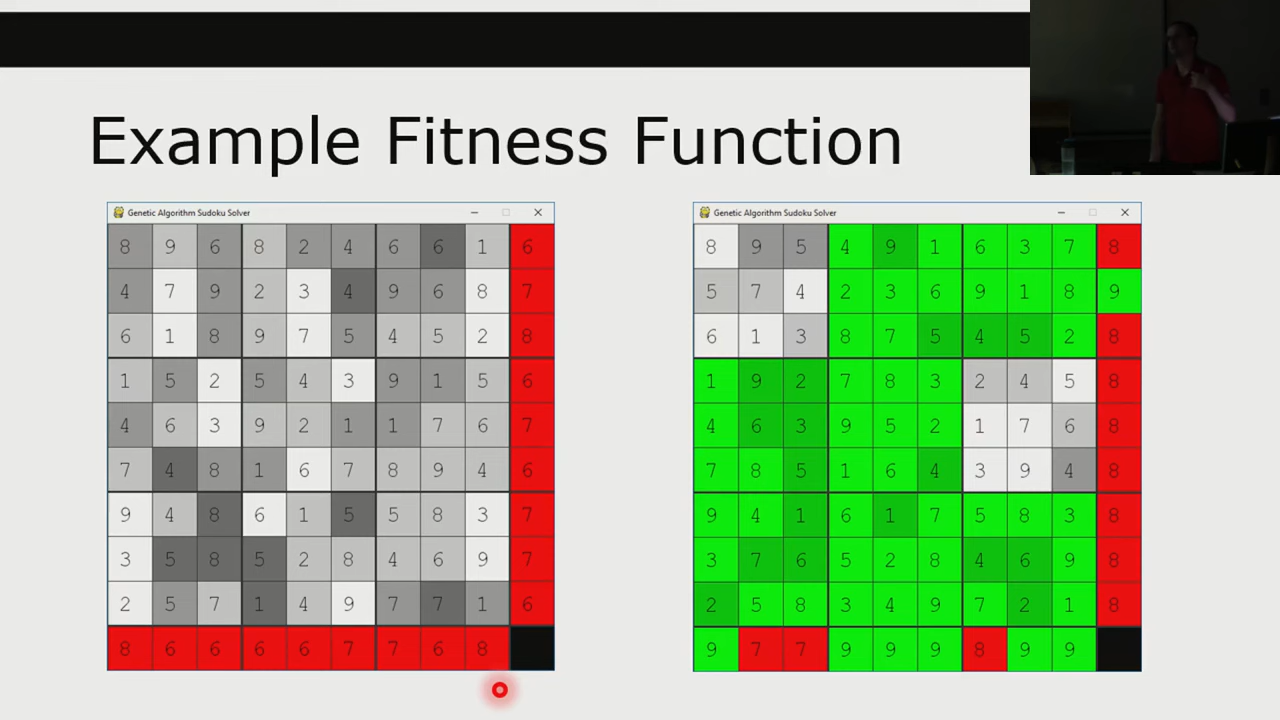 Example Fitness Function
Genetic Algorithm Sudoku Solver
8 9 6 8 2 4 6 6 1 6
4 7 9 2 3 4 9 6 8 7
6 1 8 9 7 5 4 5 2 8
1 5 2 5 4 3 9 1 5 6
4 6 3 9 2 1 1 7 6 7
7 4 8 1 6 7 8 9 4 6
9 4 8 6 1 5 5 8 3 7
3 5 8 5 2 8 4 6 9 7
2 5 7 1 4 9 7 7 1 6
8 6 6 6 6 7 7 6 8
Genetic Algorithm Sudoku Solver
8 9 5 4 9 1 6 3 7 8
5 7 4 2 3 6 9 1 8 9
6 1 3 8 7 5 4 5 2 8
1 9 2 7 8 3 2 4 5 8
4 6 3 9 5 2 1 7 6 8
7 8 5 1 6 4 3 9 4 8
9 4 1 6 1 7 5 8 3 8
3 7 6 5 2 8 4 6 9 8
2 5 8 3 4 9 7 2 1 8
9 7 7 9 9 9 8 9 9